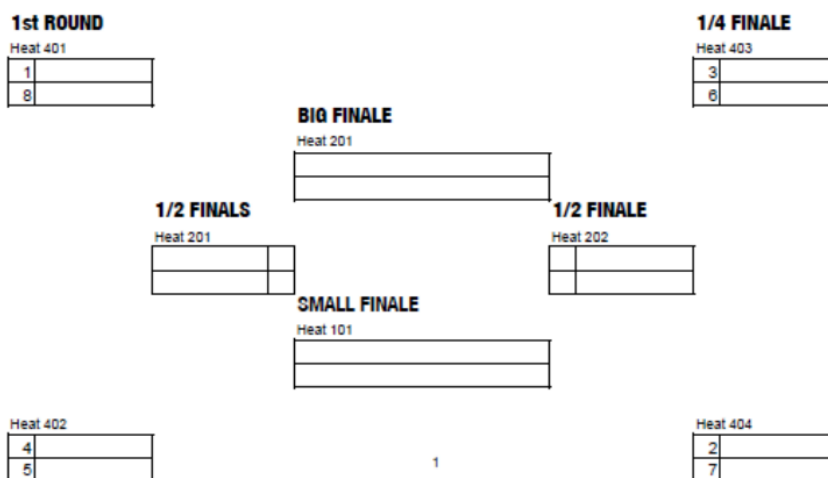 1st ROUND
Heat 401
1
8
1/4 FINALE
Heat 403
3
6
BIG FINALE
Heat 201
1/2 FINALS
Heat 201
1/2 FINALE
Heat 202
SMALL FINALE
Heat 101
Heat 402
4
5
1
Heat 404
2
7